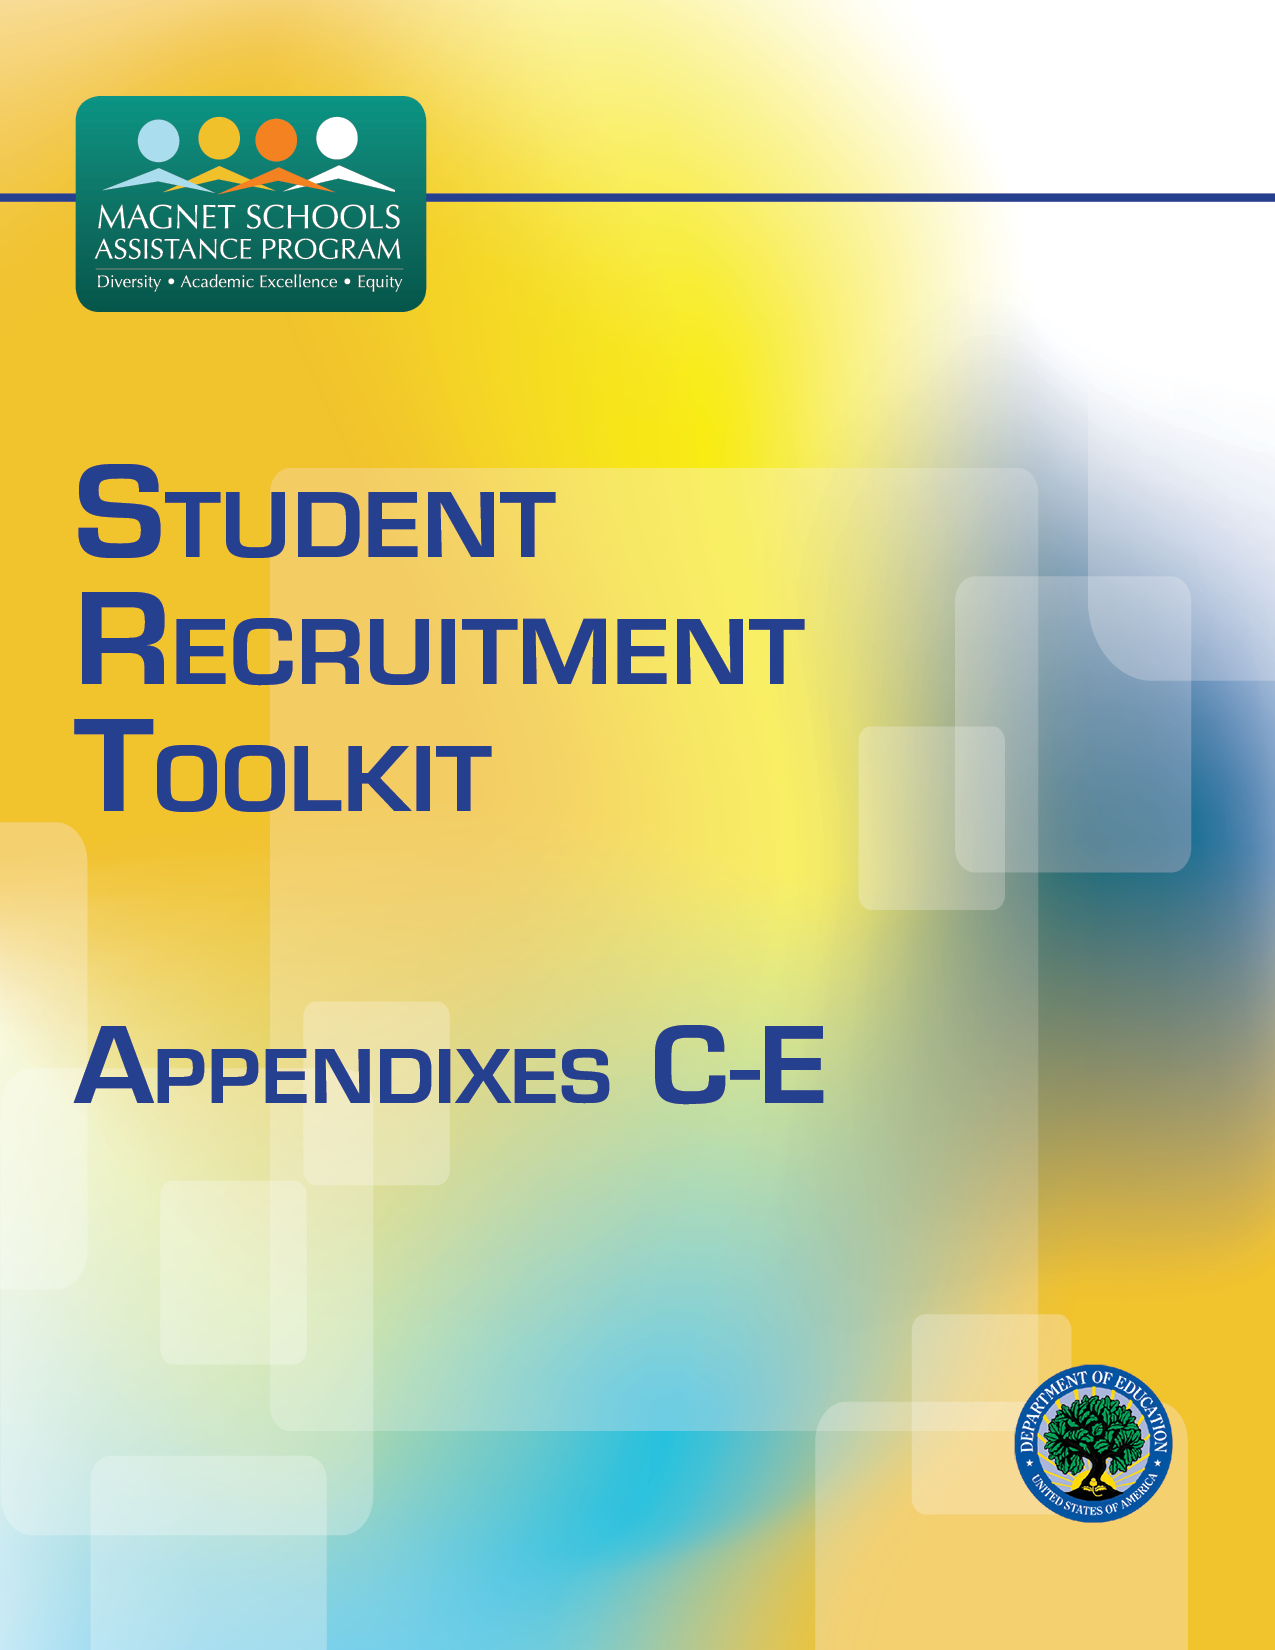 MAGNET SCHOOLS
ASSISTANCE PROGRAM
Diversity • Academic Excellence • Equity
STUDENT
RECRUITMENT
TOOLKIT
APPENDIXES C-E
DEPARTMENT OF EDUCATION
UNITED STATES OF AMERICA